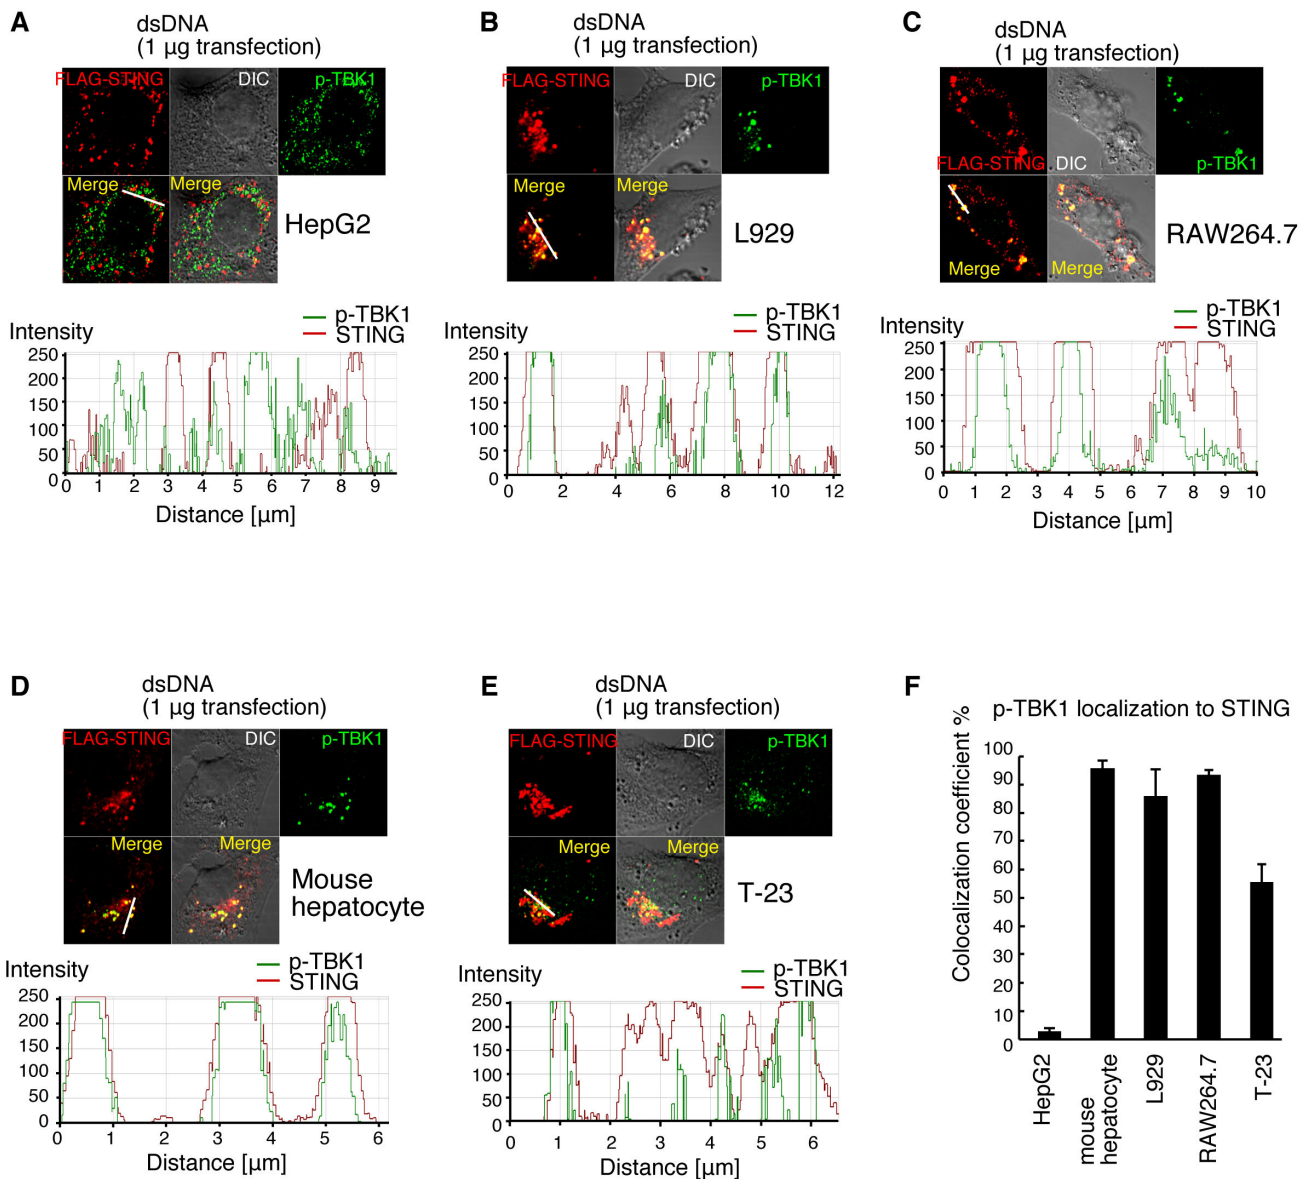 A
dsDNA
(1 µg transfection)
FLAG-STING
DIC
p-TBK1
Merge
Merge
HepG2
Intensity
p-TBK1
STING
250
200
150
100
50
0
0 1 2 3 4 5 6 7 8 9
Distance [µm]
B
dsDNA
(1 µg transfection)
FLAG-STING
DIC
p-TBK1
Merge
Merge
L929
Intensity
p-TBK1
STING
250
200
150
100
50
0
0 2 4 6 8 10 12
Distance [µm]
C
dsDNA
(1 µg transfection)
FLAG-STING
DIC
p-TBK1
Merge
Merge
RAW264.7
Intensity
p-TBK1
STING
250
200
150
100
50
0
0 1 2 3 4 5 6 7 8 9 10
Distance [µm]
D
dsDNA
(1 µg transfection)
FLAG-STING
DIC
p-TBK1
Merge
Merge
Mouse
hepatocyte
Intensity
p-TBK1
STING
250
200
150
100
50
0
0 1 2 3 4 5 6
Distance [µm]
E
dsDNA
(1 µg transfection)
FLAG-STING
DIC
p-TBK1
Merge
Merge
T-23
Intensity
p-TBK1
STING
250
200
150
100
50
0
0 1 2 3 4 5 6
Distance [µm]
F
p-TBK1 localization to STING
Colocalization coefficient %
100
90
80
70
60
50
40
30
20
10
0
HepG2
mouse
hepatocyte
L929
RAW264.7
T-23